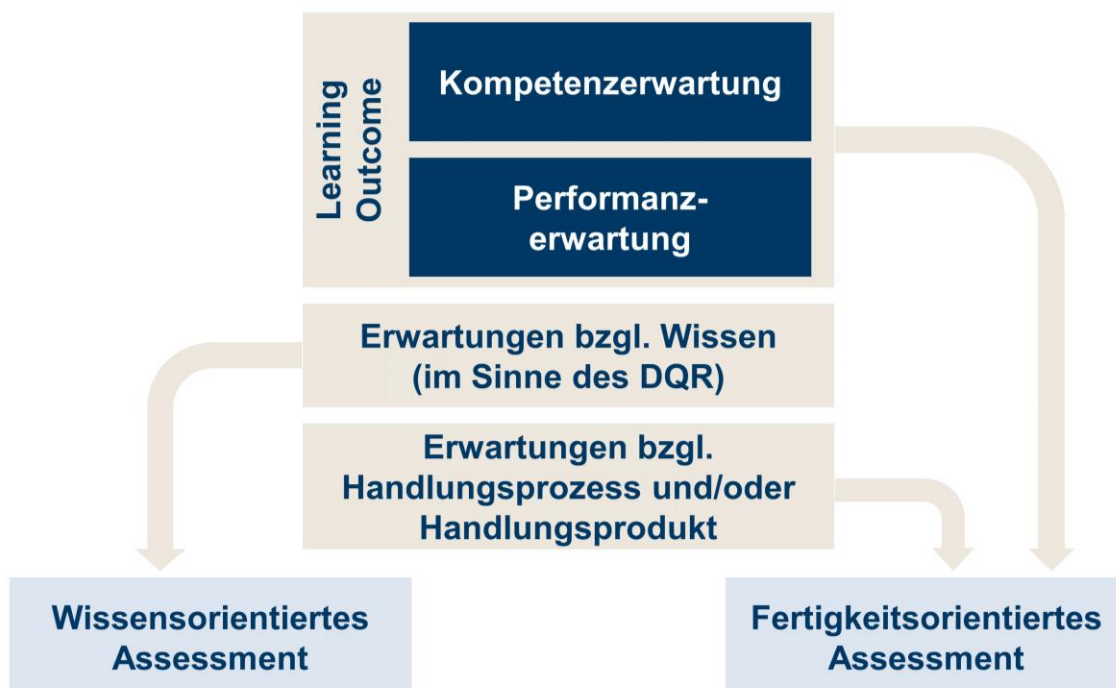 Learning
Outcome
Kompetenzerwartung
Performanz-
erwartung
Erwartungen bzgl. Wissen
(im Sinne des DQR)
Erwartungen bzgl.
Handlungsprozess und/oder
Handlungsprodukt
Wissensorientiertes
Assessment
Fertigkeitsorientiertes
Assessment